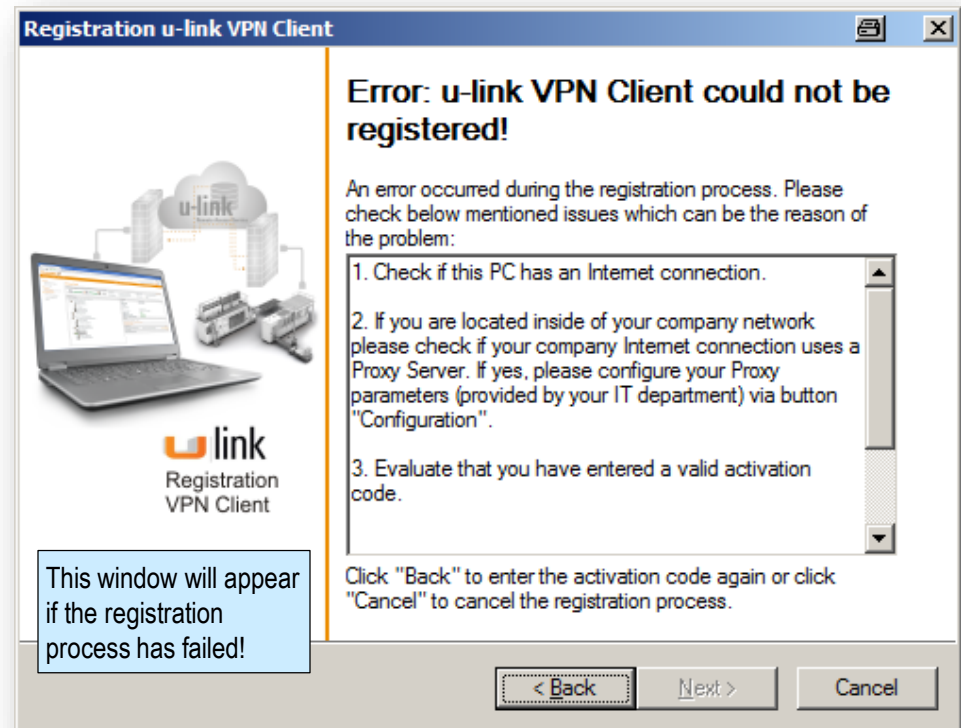 Registration u-link VPN Client
Error: u-link VPN Client could not be
registered!
An error occurred during the registration process. Please
check below mentioned issues which can be the reason of
the problem:
1. Check if this PC has an Internet connection.
2. If you are located inside of your company network
please check if your company Internet connection uses a
Proxy Server. If yes, please configure your Proxy
parameters (provided by your IT department) via button
"Configuration".
3. Evaluate that you have entered a valid activation
code.
Click "Back" to enter the activation code again or click
"Cancel" to cancel the registration process.
u-link
u link
Registration
VPN Client
This window will appear
if the registration
process has failed!
< Back
Next >
Cancel